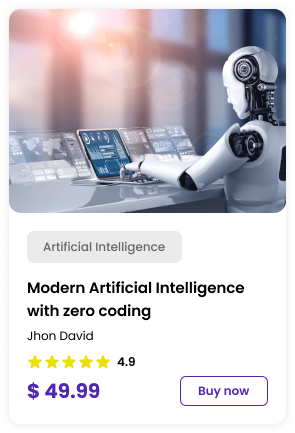 Artificial Intelligence
Modern Artificial Intelligence
with zero coding
Jhon David
4.9
$ 49.99
Buy now